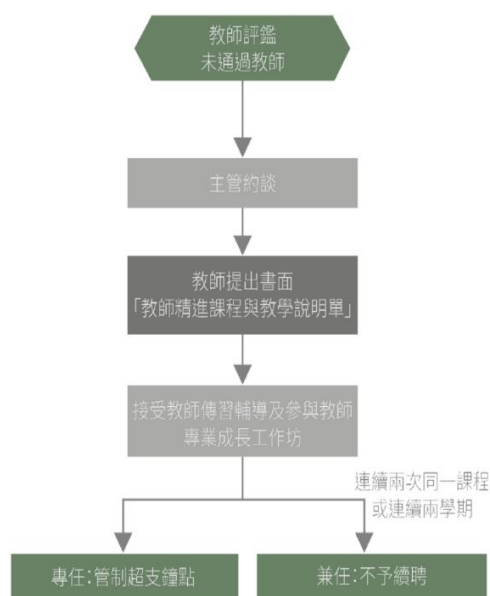 教師評鑑
未通過教師
主管約談
教師提出書面
「教師精進課程與教學說明單」
接受教師傳習輔導及參與教師
專業成長工作坊
連續兩次同一課程
或連續兩學期
專任:管制超支鐘點
兼任:不予續聘